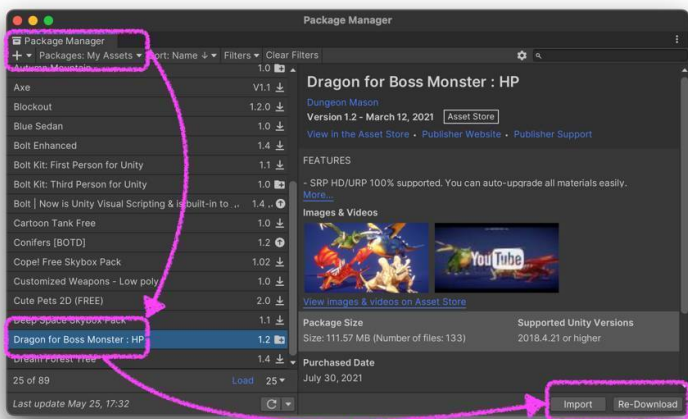 Package Manager
Package Manager
+ Packages: My Assets Sort: Name Filters Clear Filters
Autumn Mountain 1.0
Axe V1.1
Blockout 1.2.0
Blue Sedan 1.0
Bolt Enhanced 1.4
Bolt Kit: First Person for Unity 1.1
Bolt Kit: Third Person for Unity 1.0
Bolt | Now is Unity Visual Scripting & is built-in to ... 1.4 ...
Cartoon Tank Free 1.0
Conifers [BOTD] 1.2
Cope! Free Skybox Pack 1.02
Customized Weapons - Low poly 1.0
Cute Pets 2D (FREE) 2.0
Deep Space Skybox Pack 1.1
Dragon for Boss Monster : HP 1.2
Dream Forest Tree 1.4
25 of 89 Load 25
Last update May 25, 17:32
Dragon for Boss Monster : HP
Dungeon Mason
Version 1.2 - March 12, 2021 Asset Store
View in the Asset Store • Publisher Website • Publisher Support
FEATURES
- SRP HD/URP 100% supported. You can auto-upgrade all materials easily.
More...
Images & Videos
YouTube
View images & videos on Asset Store
Package Size Supported Unity Versions
Size: 111.57 MB (Number of files: 133) 2018.4.21 or higher
Purchased Date
July 30, 2021
Import Re-Download